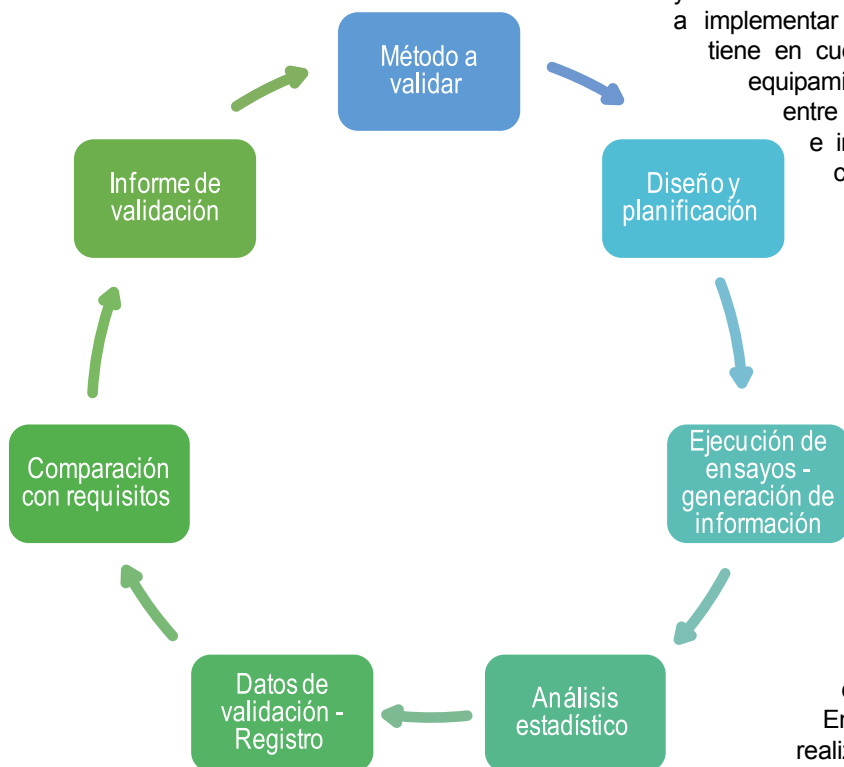 a implementar
tiene en
entre
e
Método a
validar
Diseño y
planificación
Ejecución de
ensayos -
generación de
información
Análisis
estadístico
Datos de
validación -
Registro
Comparación
con requisitos
Informe de
validación